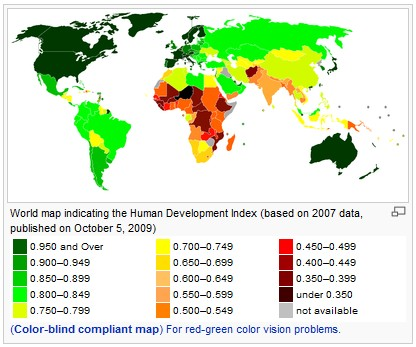 World map indicating the Human Development Index (based on 2007 data,
published on October 5, 2009)
0.950 and Over
0.900–0.949
0.850–0.899
0.800–0.849
0.750–0.799
0.700–0.749
0.650–0.699
0.600–0.649
0.550–0.599
0.500–0.549
0.450–0.499
0.400–0.449
0.350–0.399
under 0.350
not available
(Color-blind compliant map) For red-green color vision problems.